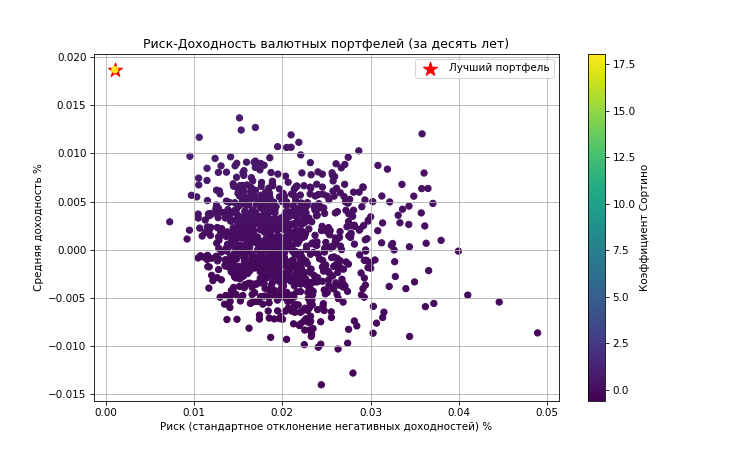 Риск-Доходность валютных портфелей (за десять лет)
Лучший портфель
Средняя доходность %
0.020
0.015
0.010
0.005
0.000
−0.005
−0.010
−0.015
0.00 0.01 0.02 0.03 0.04 0.05
Риск (стандартное отклонение негативных доходностей) %
17.5
15.0
12.5
10.0
7.5
5.0
2.5
0.0
Коэффициент Сортино